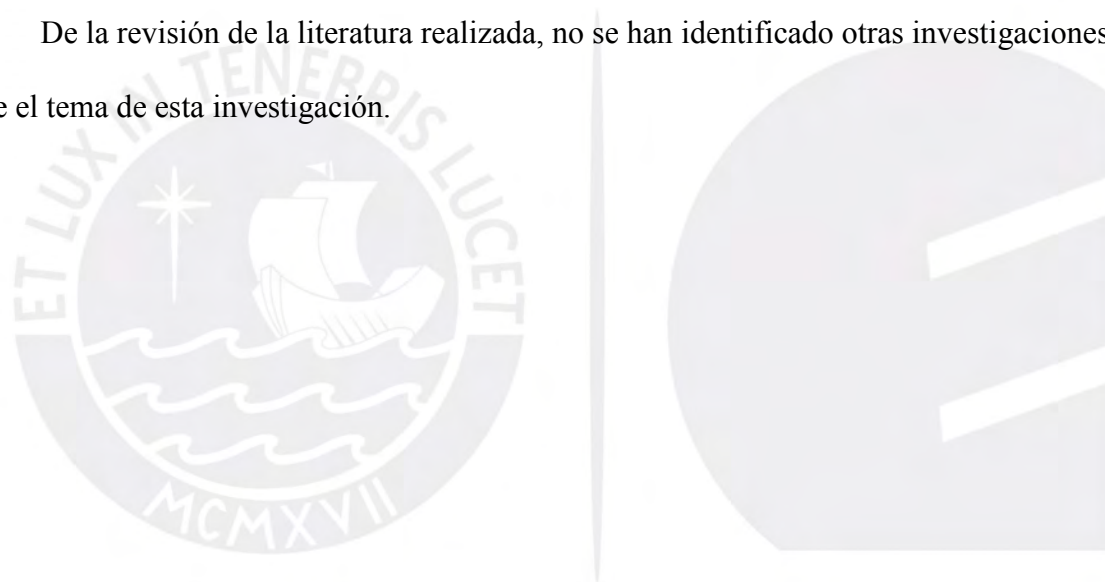 De la revisión de la literatura realizada, no se han identificado otras investigaciones
e el tema de esta investigación.
ET LUX IN TENEBRIS LUCET
MCMXVII